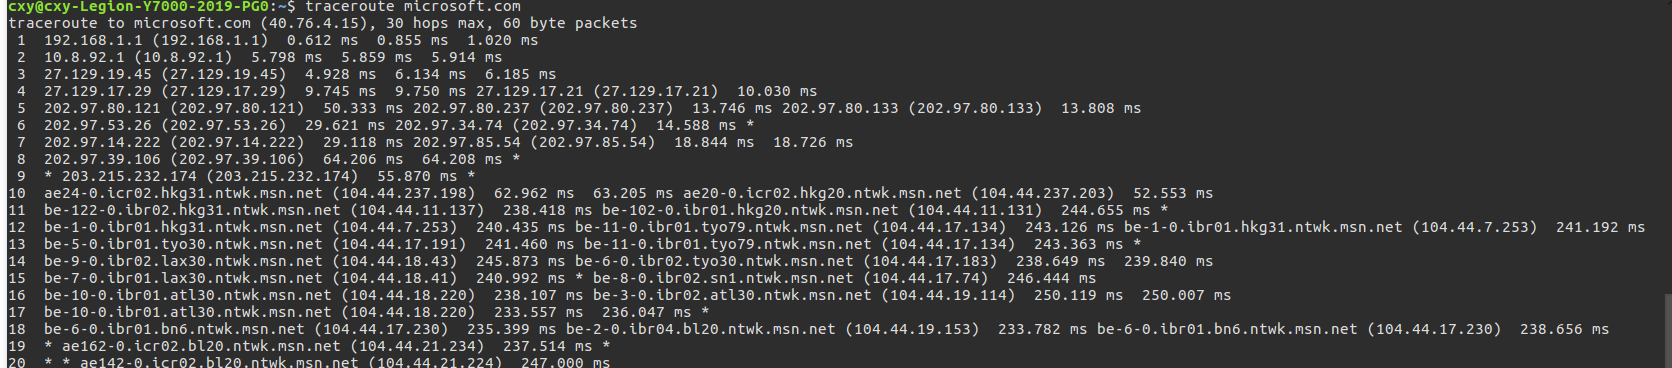 cxy@cxy-Legion-Y7000-2019-PG0:~$ traceroute microsoft.com
traceroute to microsoft.com (40.76.4.15), 30 hops max, 60 byte packets
 1  192.168.1.1 (192.168.1.1)  0.612 ms  0.855 ms  1.020 ms
 2  10.8.92.1 (10.8.92.1)  5.798 ms  5.859 ms  5.914 ms
 3  27.129.19.45 (27.129.19.45)  4.928 ms  6.134 ms  6.185 ms
 4  27.129.17.29 (27.129.17.29)  9.745 ms  9.750 ms 27.129.17.21 (27.129.17.21)  10.030 ms
 5  202.97.80.121 (202.97.80.121)  50.333 ms 202.97.80.237 (202.97.80.237)  13.746 ms 202.97.80.133 (202.97.80.133)  13.808 ms
 6  202.97.53.26 (202.97.53.26)  29.621 ms 202.97.34.74 (202.97.34.74)  14.588 ms *
 7  202.97.14.222 (202.97.14.222)  29.118 ms 202.97.85.54 (202.97.85.54)  18.844 ms  18.726 ms
 8  202.97.39.106 (202.97.39.106)  64.206 ms  64.208 ms *
 9  * 203.215.232.174 (203.215.232.174)  55.870 ms *
10  ae24-0.icr02.hkg31.ntwk.msn.net (104.44.237.198)  62.962 ms  63.205 ms ae20-0.icr02.hkg20.ntwk.msn.net (104.44.237.203)  52.553 ms
11  be-122-0.ibr02.hkg31.ntwk.msn.net (104.44.11.137)  238.418 ms be-102-0.ibr01.hkg20.ntwk.msn.net (104.44.11.131)  244.655 ms *
12  be-1-0.ibr01.hkg31.ntwk.msn.net (104.44.7.253)  240.435 ms be-11-0.ibr01.tyo79.ntwk.msn.net (104.44.17.134)  243.126 ms be-1-0.ibr01.hkg31.ntwk.msn.net (104.44.7.253)  241.192 ms
13  be-5-0.ibr01.tyo30.ntwk.msn.net (104.44.17.191)  241.460 ms be-11-0.ibr01.tyo79.ntwk.msn.net (104.44.17.134)  243.363 ms *
14  be-9-0.ibr02.lax30.ntwk.msn.net (104.44.18.43)  245.873 ms be-6-0.ibr02.tyo30.ntwk.msn.net (104.44.17.183)  238.649 ms  239.840 ms
15  be-7-0.ibr01.lax30.ntwk.msn.net (104.44.18.41)  240.992 ms * be-8-0.ibr02.sn1.ntwk.msn.net (104.44.17.74)  246.444 ms
16  be-10-0.ibr01.atl30.ntwk.msn.net (104.44.18.220)  238.107 ms be-3-0.ibr02.atl30.ntwk.msn.net (104.44.19.114)  250.119 ms  250.007 ms
17  be-10-0.ibr01.atl30.ntwk.msn.net (104.44.18.220)  233.557 ms  236.047 ms *
18  be-6-0.ibr01.bn6.ntwk.msn.net (104.44.17.230)  235.399 ms be-2-0.ibr04.bl20.ntwk.msn.net (104.44.19.153)  233.782 ms be-6-0.ibr01.bn6.ntwk.msn.net (104.44.17.230)  238.656 ms
19  * ae162-0.icr02.bl20.ntwk.msn.net (104.44.21.234)  237.514 ms *
20  * * ae142-0.icr02.bl20.ntwk.msn.net (104.44.21.224)  247.000 ms